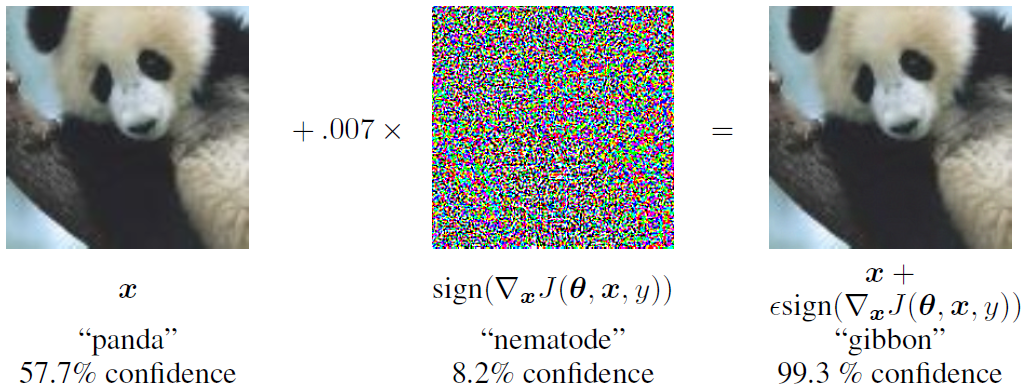 + .007 ×
=
x
sign(∇ₓJ(θ, x, y))
x +
ϵsign(∇ₓJ(θ, x, y))
“panda”
“nematode”
“gibbon”
57.7% confidence
8.2% confidence
99.3 % confidence